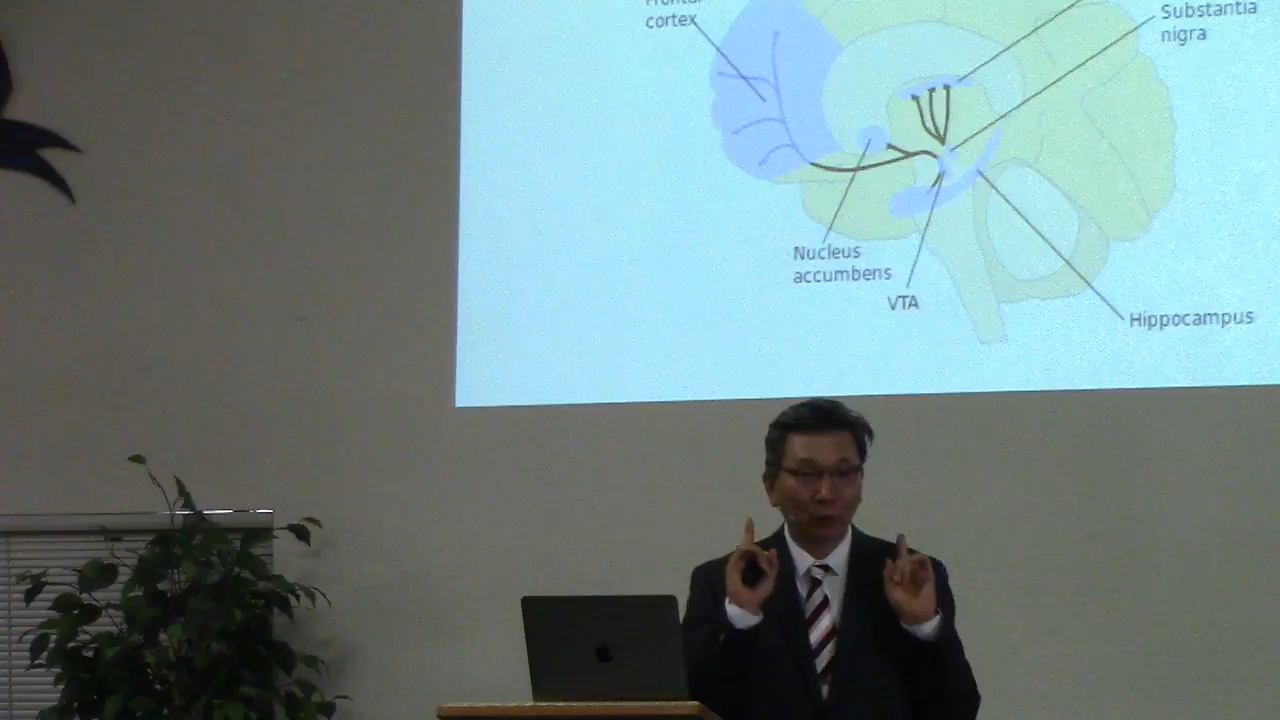 cortex
Substantia
nigra
Nucleus
accumbens
VTA
Hippocampus